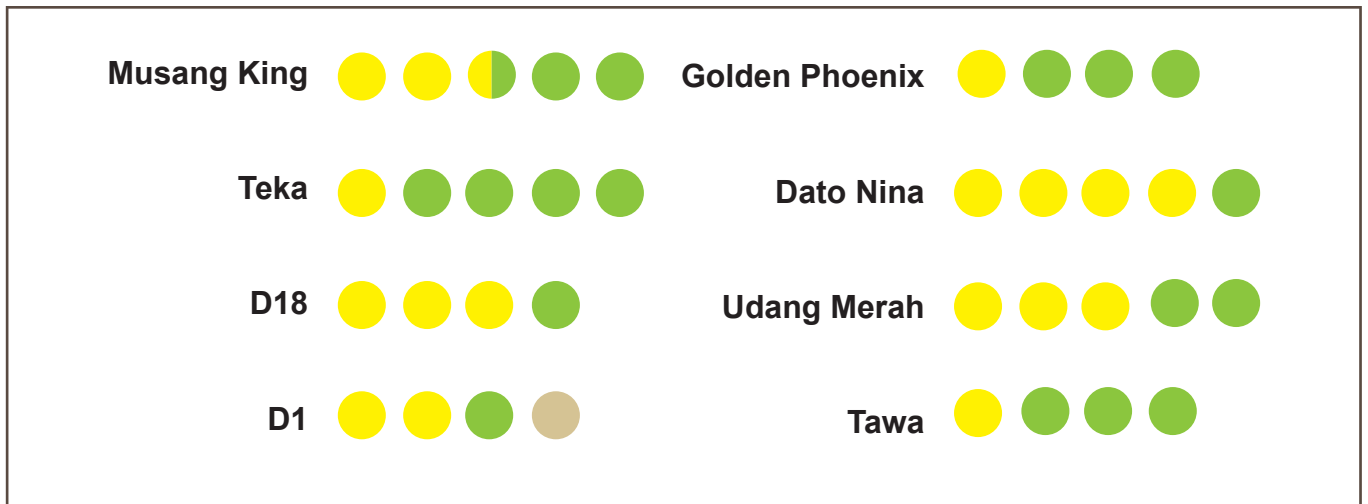 Musang King
Golden Phoenix
Teka
Dato Nina
D18
Udang Merah
D1
Tawa